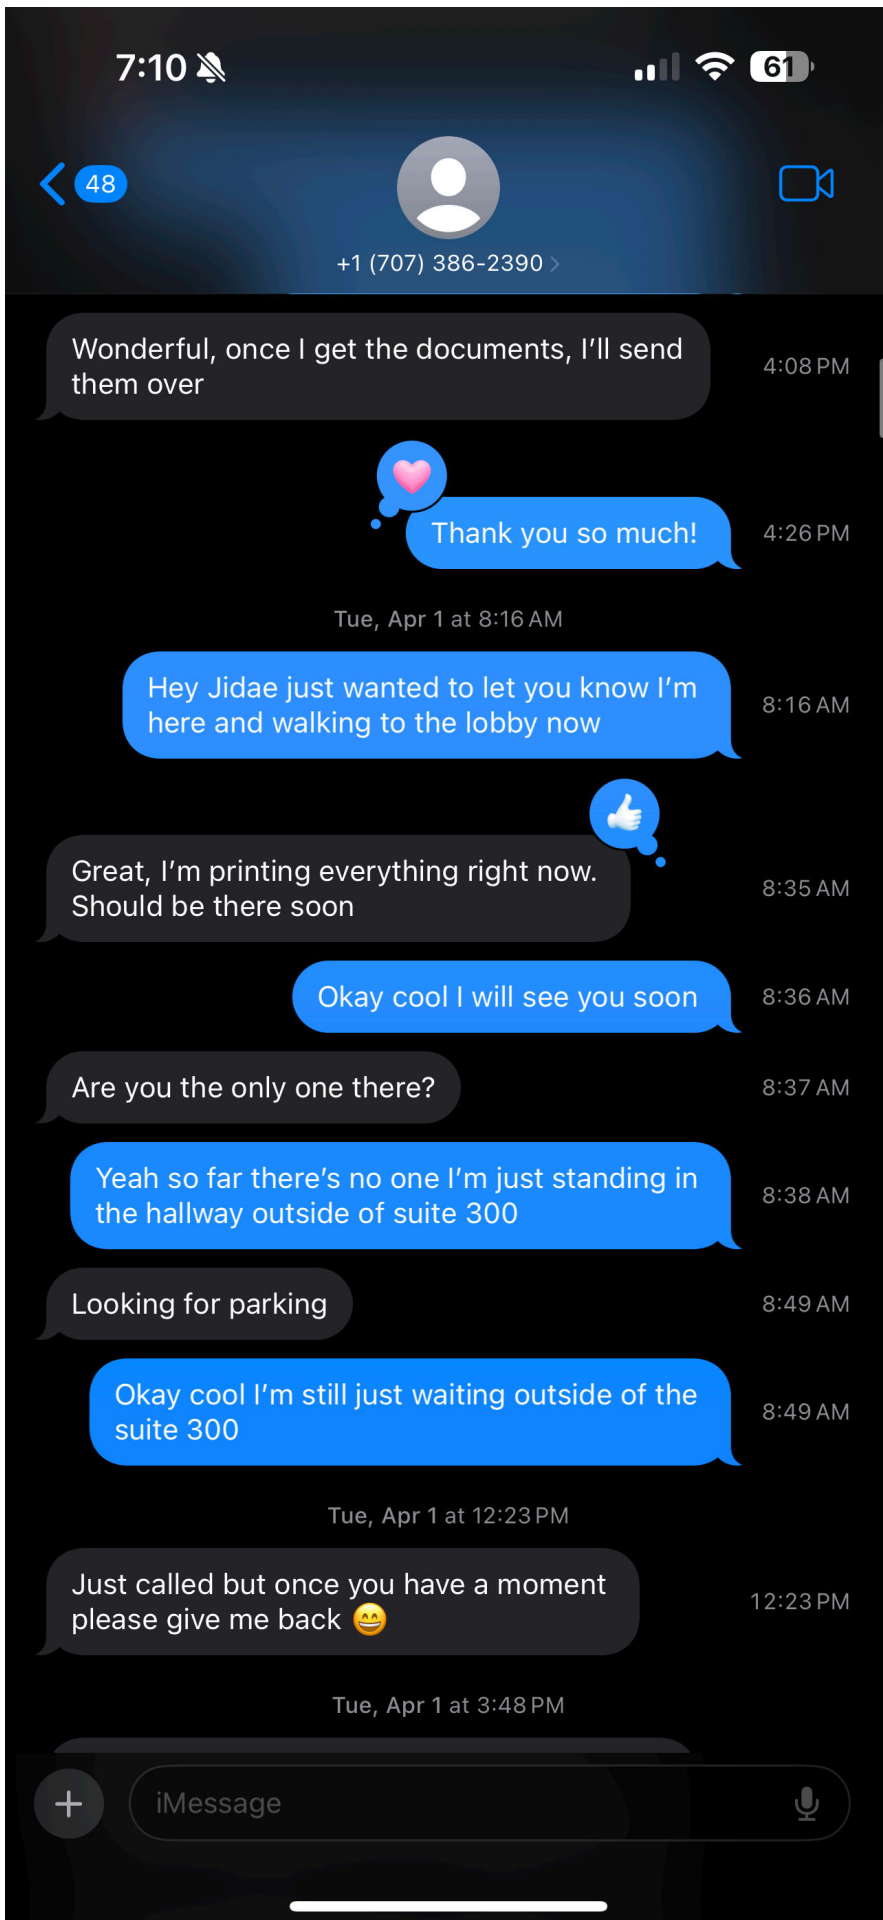 7:10
61
48
+1 (707) 386-2390
Wonderful, once I get the documents, I'll send
them over
4:08 PM
Thank you so much!
4:26 PM
Tue, Apr 1 at 8:16 AM
Hey Jidae just wanted to let you know I'm
here and walking to the lobby now
8:16 AM
Great, I'm printing everything right now.
Should be there soon
8:35 AM
Okay cool I will see you soon
8:36 AM
Are you the only one there?
8:37 AM
Yeah so far there's no one I'm just standing in
the hallway outside of suite 300
8:38 AM
Looking for parking
8:49 AM
Okay cool I'm still just waiting outside of the
suite 300
8:49 AM
Tue, Apr 1 at 12:23 PM
Just called but once you have a moment
please give me back 😄
12:23 PM
Tue, Apr 1 at 3:48 PM
iMessage